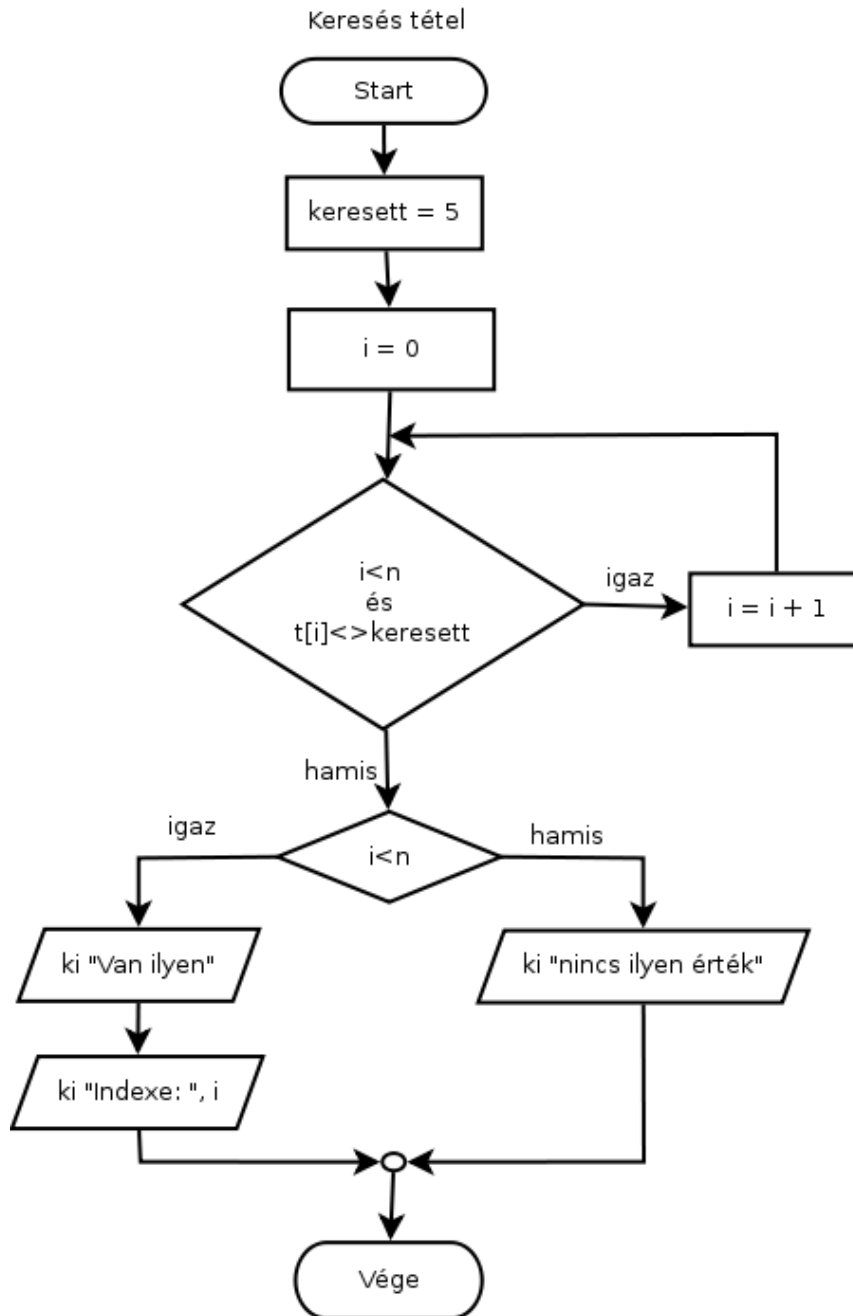 Keresés tétel
Start
keresett = 5
i = 0
i<n
és
t[i]<>keresett
igaz
i = i + 1
hamis
i<n
igaz
hamis
ki "Van ilyen"
ki "nincs ilyen érték"
ki "Indexe: ", i
Vége